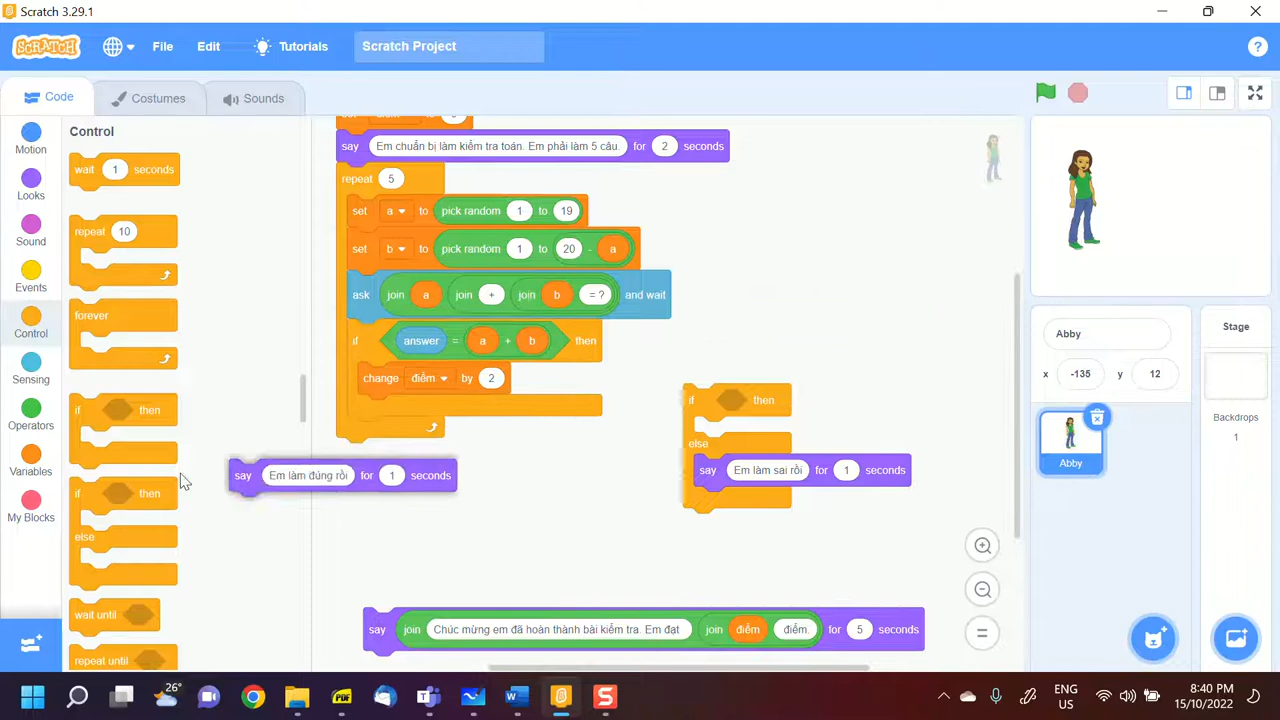 Scratch 3.29.1
SCRATCH File Edit Tutorials Scratch Project ?
Code Costumes Sounds
Motion
Looks
Sound
Events
Control
Sensing
Operators
Variables
My Blocks
Control
wait 1 seconds
repeat 10
forever
if then
if then
else
wait until
repeat until
say Em chuẩn bị làm kiểm tra toán. Em phải làm 5 câu. for 2 seconds
repeat 5
set a to pick random 1 to 19
set b to pick random 1 to 20 - a
ask join a join + join b = ? and wait
if answer = a + b then
change điểm by 2
say Em làm đúng rồi for 1 seconds
if then
else
say Em làm sai rồi for 1 seconds
say join Chúc mừng em đã hoàn thành bài kiểm tra. Em đạt join điểm điểm. for 5 seconds
Abby
x -135 y 12
Abby
Stage
Backdrops
1
26°
PDF
ENG
US
8:40 PM
15/10/2022